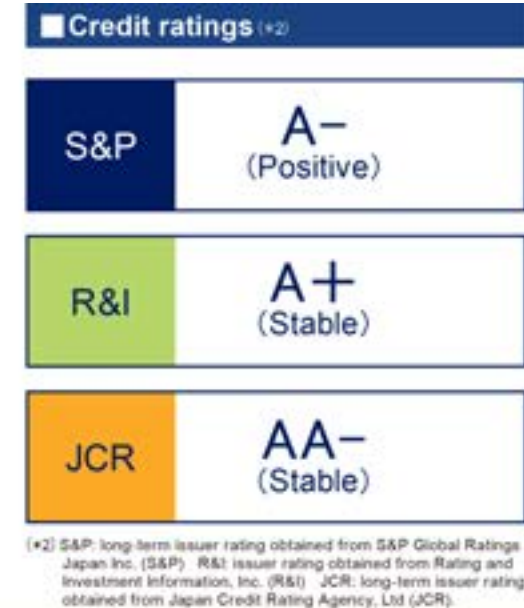 ■Credit ratings (*2)
S&P
A−
(Positive)
R&I
A+
(Stable)
JCR
AA−
(Stable)
(*2) S&P: long-term issuer rating obtained from S&P Global Ratings
Japan Inc. (S&P) R&I: issuer rating obtained from Rating and
Investment Information, Inc. (R&I) JCR: long-term issuer rating
obtained from Japan Credit Rating Agency, Ltd (JCR).